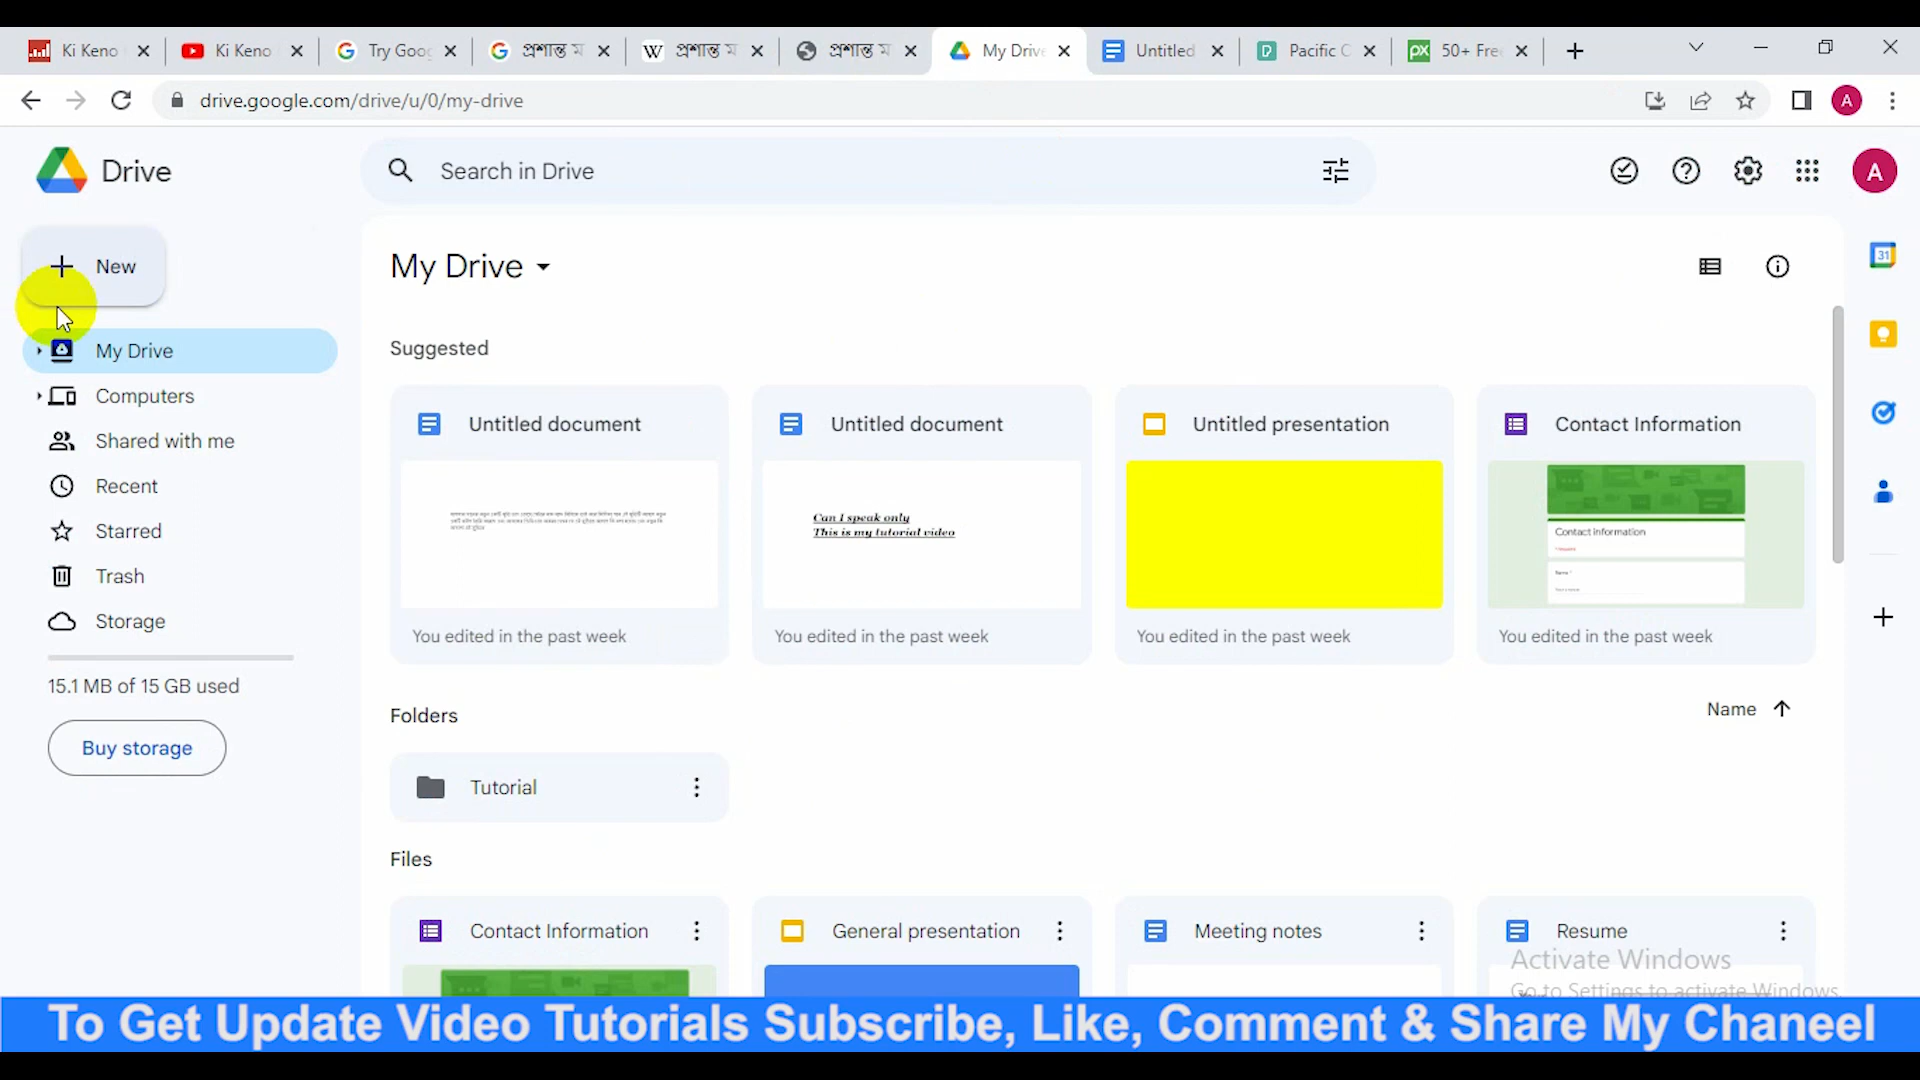 Ki Keno
Ki Keno
Try Goo
প্রশান্ত ম
প্রশান্ত ম
প্রশান্ত ম
My Drive
Untitled
Pacific C
50+ Fre
drive.google.com/drive/u/0/my-drive
A
Drive
Search in Drive
A
New
My Drive
31
My Drive
Computers
Shared with me
Recent
Starred
Trash
Storage
15.1 MB of 15 GB used
Buy storage
Suggested
Untitled document
Untitled document
Untitled presentation
Contact Information
Can I speak only
This is my tutorial video
Contact information
You edited in the past week
You edited in the past week
You edited in the past week
You edited in the past week
Folders
Name
Tutorial
Files
Contact Information
General presentation
Meeting notes
Resume
Activate Windows
Go to Settings to activate Windows.
To Get Update Video Tutorials Subscribe, Like, Comment & Share My Chaneel